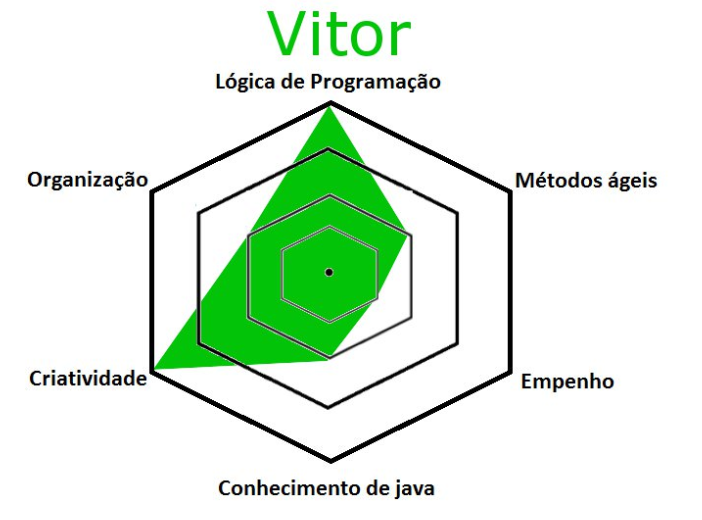 Vitor
Lógica de Programação
Organização
Métodos ágeis
Criatividade
Empenho
Conhecimento de java